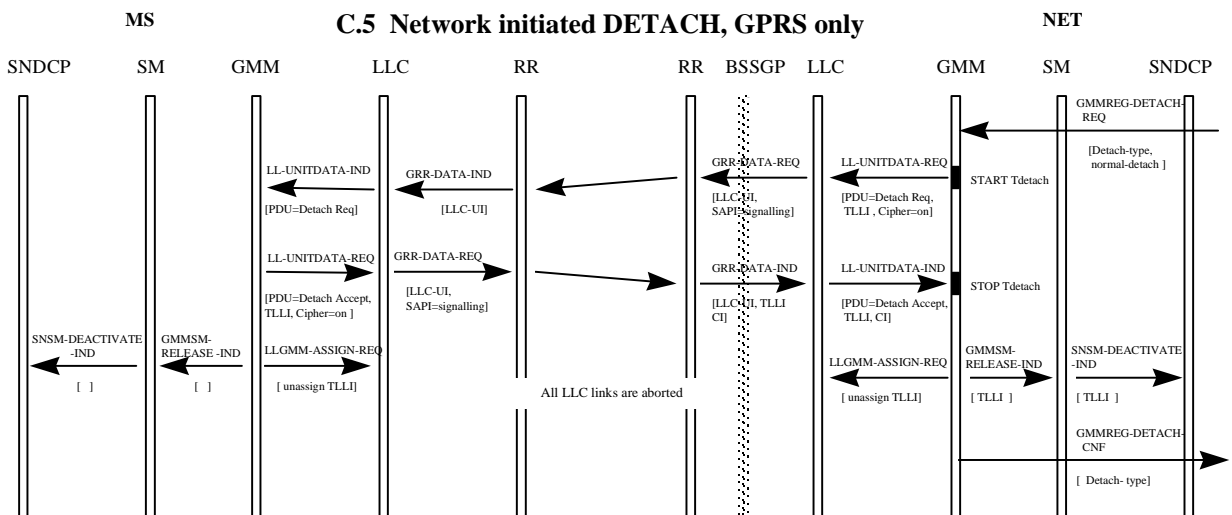 MS
C.5 Network initiated DETACH, GPRS only
NET
SNDCP SM GMM LLC RR RR BSSGP LLC GMM SM SNDCP
GMMREG-DETACH-
REQ
[Detach-type,
normal-detach ]
LL-UNITDATA-IND
[PDU=Detach Req]
GRR-DATA-IND
[LLC-UI]
GRR-DATA-REQ
[LLC-UI,
SAPI=signalling]
LL-UNITDATA-REQ
[PDU=Detach Req,
TLLI , Cipher=on]
START Tdetach
LL-UNITDATA-REQ
[PDU=Detach Accept,
TLLI, Cipher=on ]
GRR-DATA-REQ
[LLC-UI,
SAPI=signalling]
GRR-DATA-IND
[LLC-UI, TLLI
CI]
LL-UNITDATA-IND
[PDU=Detach Accept,
TLLI, CI]
STOP Tdetach
SNSM-DEACTIVATE
-IND
[ ]
GMMSM-
RELEASE -IND
[ ]
LLGMM-ASSIGN-REQ
[ unassign TLLI]
All LLC links are aborted
LLGMM-ASSIGN-REQ
[ unassign TLLI]
GMMSM-
RELEASE-IND
[ TLLI ]
SNSM-DEACTIVATE
-IND
[ TLLI ]
GMMREG-DETACH-
CNF
[ Detach- type]